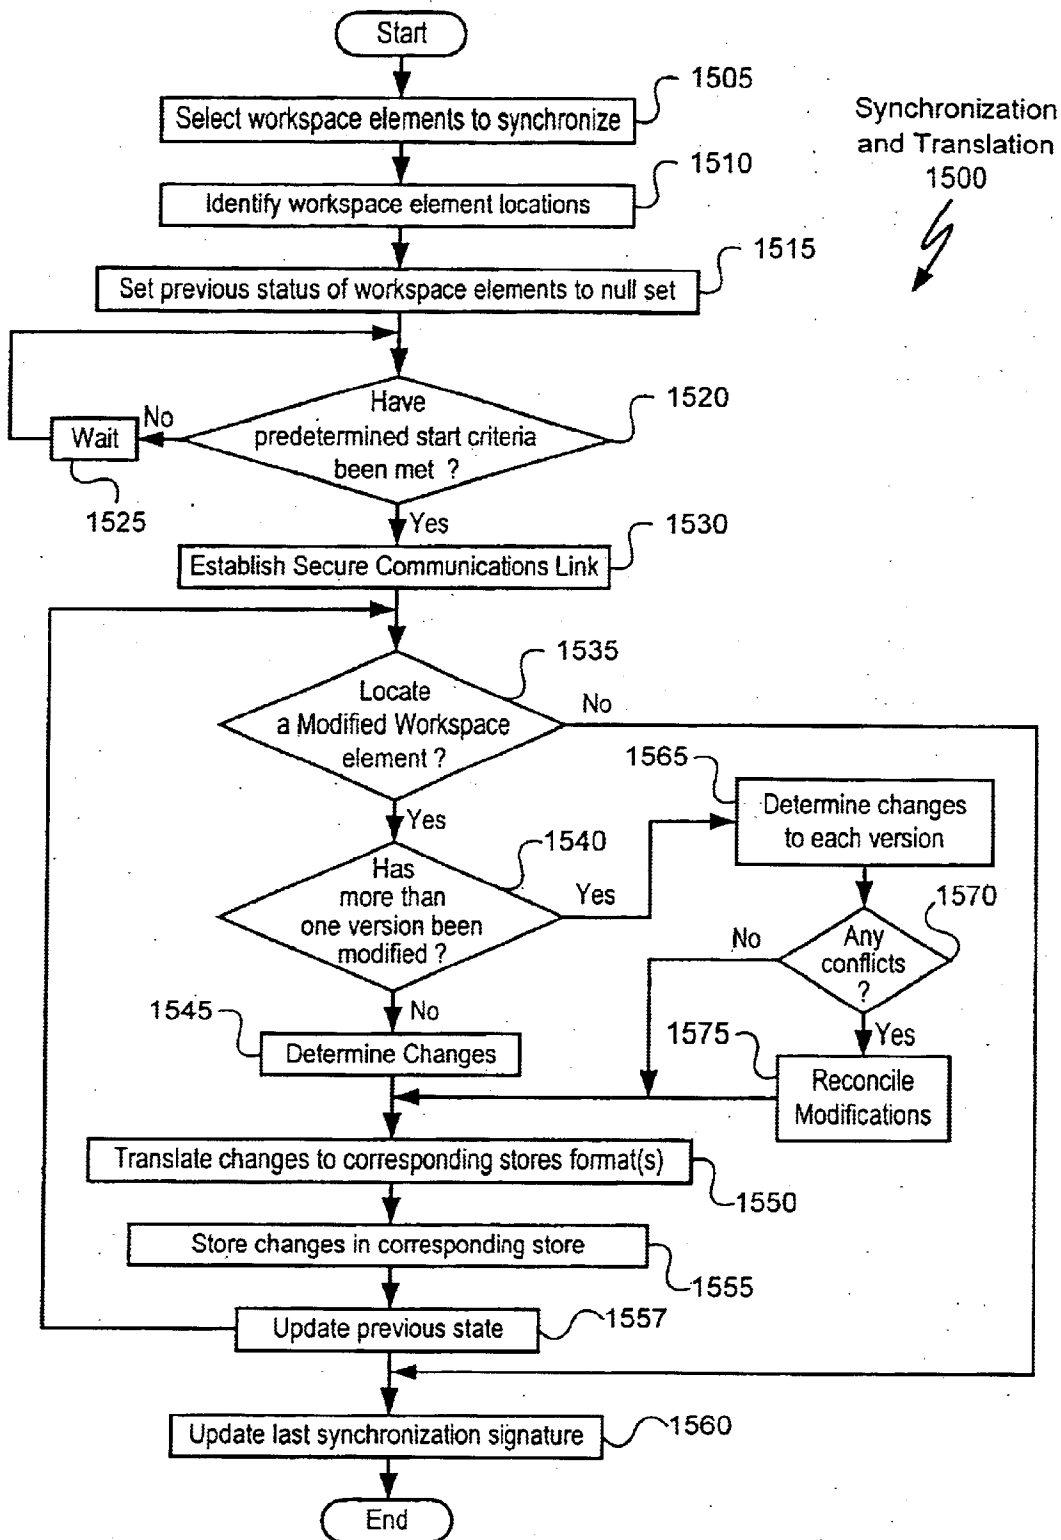 Start
1505
Select workspace elements to synchronize
Synchronization
and Translation
1500
1510
Identify workspace element locations
1515
Set previous status of workspace elements to null set
Have
predetermined start criteria
been met ?
1520
No
Wait
1525
Yes
1530
Establish Secure Communications Link
1535
Locate
a Modified Workspace
element ?
No
Yes
1565
Determine changes
to each version
1540
Has
more than
one version been
modified ?
Yes
1570
Any
conflicts
?
No
Yes
No
1545
Determine Changes
1575
Reconcile
Modifications
Translate changes to corresponding stores format(s)
1550
Store changes in corresponding store
1555
Update previous state
1557
Update last synchronization signature
1560
End